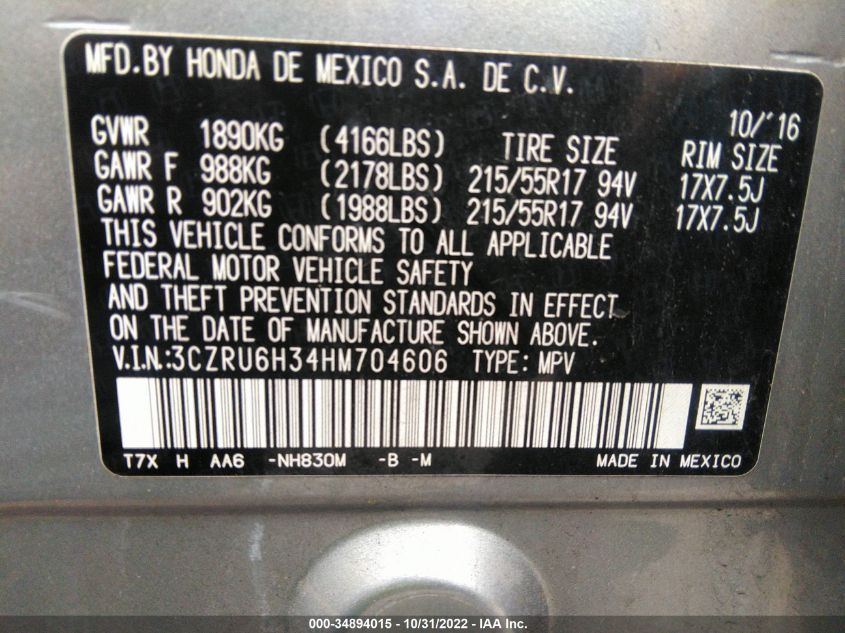 MFD.BY HONDA DE MEXICO S.A. DE C.V.
10/'16
GVWR 1890KG (4166LBS) TIRE SIZE RIM SIZE
GAWR F 988KG (2178LBS) 215/55R17 94V 17X7.5J
GAWR R 902KG (1988LBS) 215/55R17 94V 17X7.5J
THIS VEHICLE CONFORMS TO ALL APPLICABLE
FEDERAL MOTOR VEHICLE SAFETY
AND THEFT PREVENTION STANDARDS IN EFFECT
ON THE DATE OF MANUFACTURE SHOWN ABOVE.
V.I.N.:3CZRU6H34HM704606 TYPE: MPV
T7X H AA6 -NH830M -B -M MADE IN MEXICO
000-34894015 - 10/31/2022 - IAA Inc.